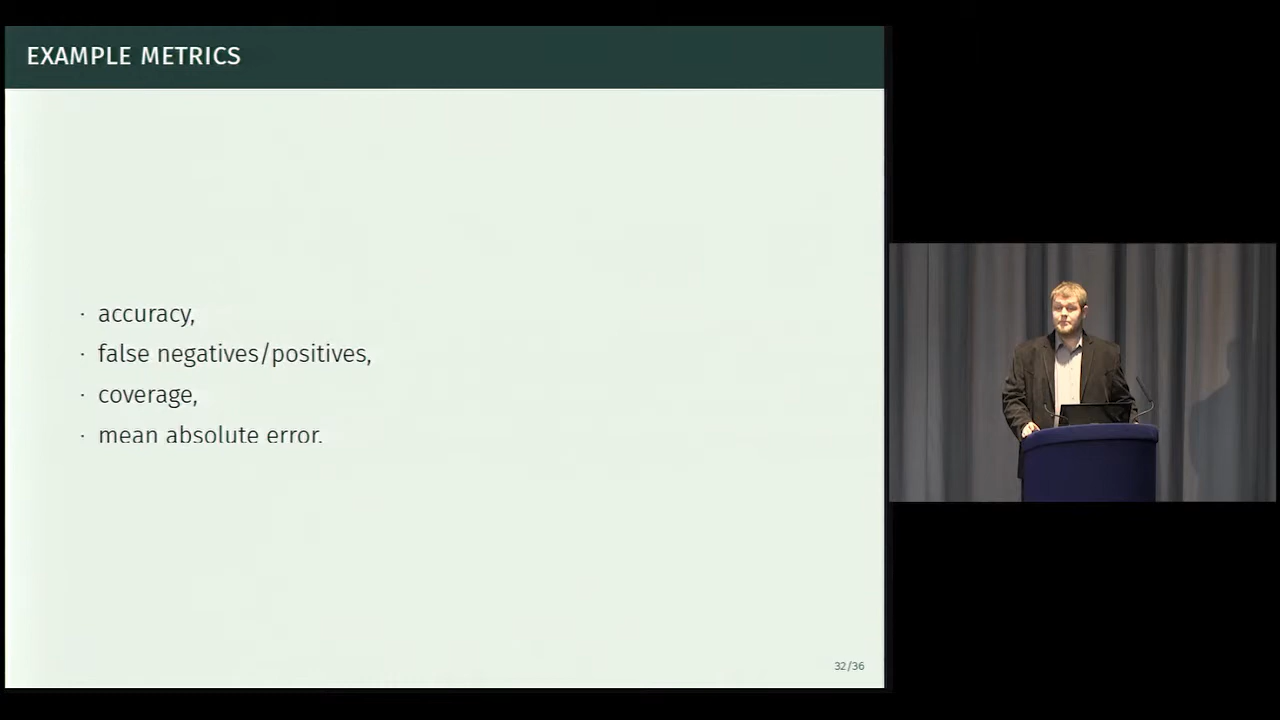 EXAMPLE METRICS
· accuracy,
· false negatives/positives,
· coverage,
· mean absolute error.
32/36